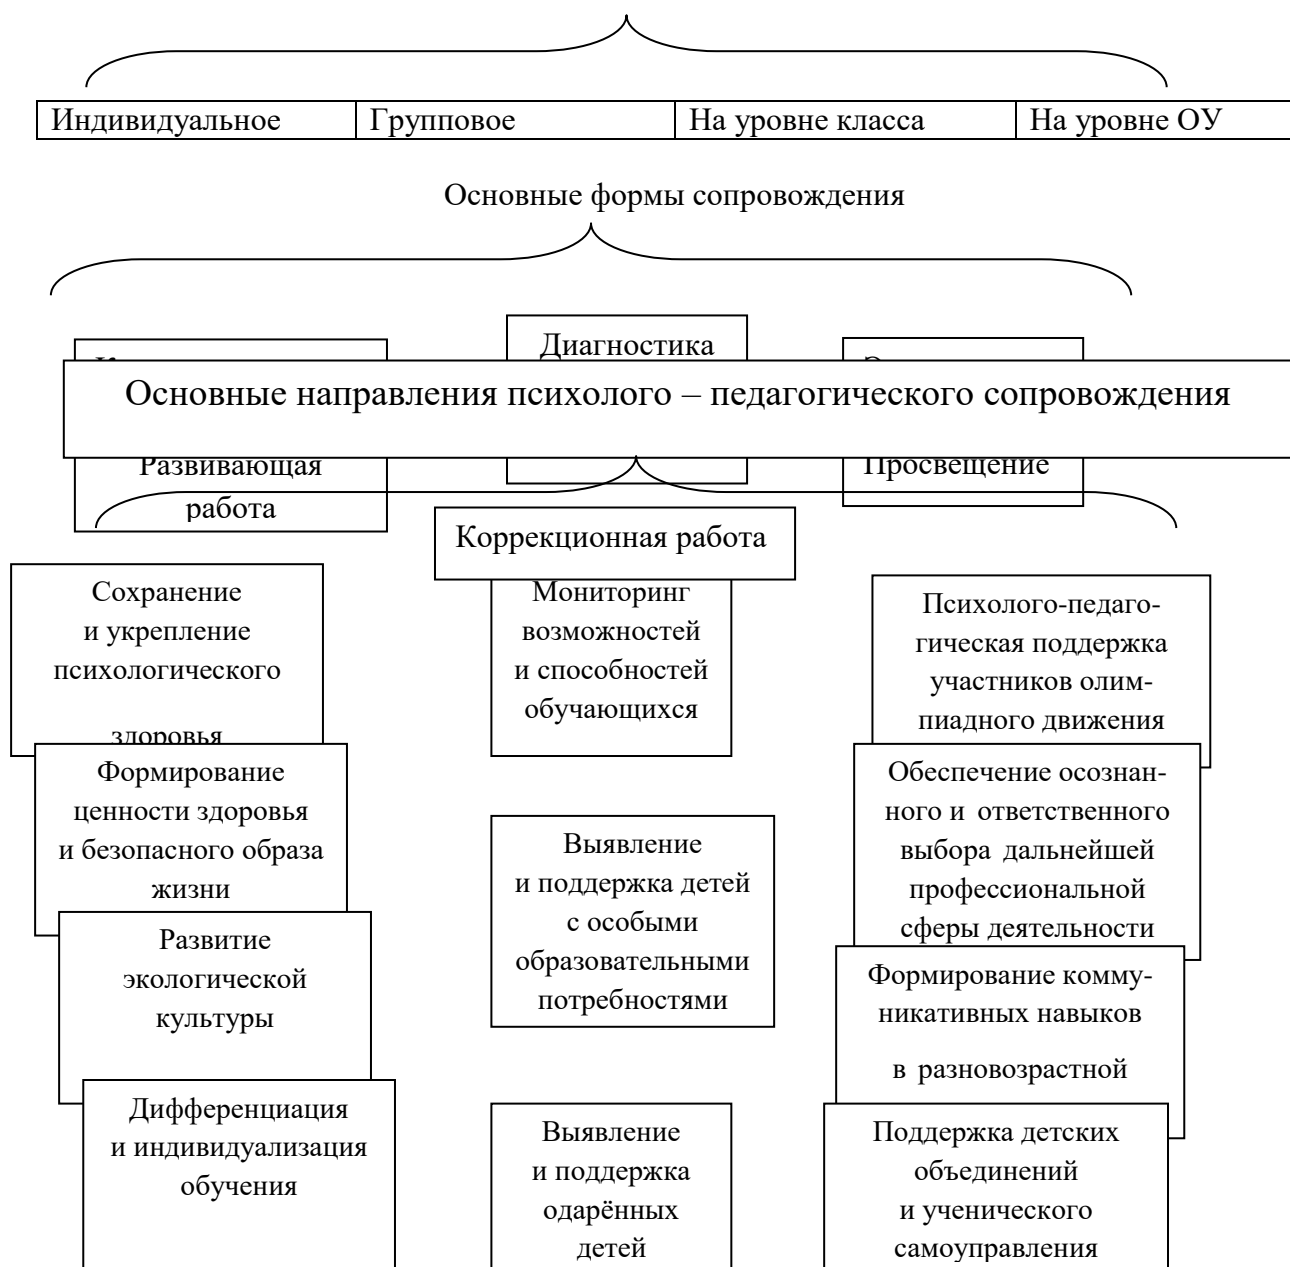 Индивидуальное
Групповое
На уровне класса
На уровне ОУ
Основные формы сопровождения
Диагностика
Основные направления психолого – педагогического сопровождения
Развивающая
работа
Просвещение
Коррекционная работа
Сохранение
и укрепление
психологического
здоровья
Формирование
ценности здоровья
и безопасного образа
жизни
Развитие
экологической
культуры
Дифференциация
и индивидуализация
обучения
Мониторинг
возможностей
и способностей
обучающихся
Выявление
и поддержка детей
с особыми
образовательными
потребностями
Выявление
и поддержка
одарённых
детей
Психолого-педаго-
гическая поддержка
участников олим-
пиадного движения
Обеспечение осознан-
ного и ответственного
выбора дальнейшей
профессиональной
сферы деятельности
Формирование комму-
никативных навыков
в разновозрастной
Поддержка детских
объединений
и ученического
самоуправления